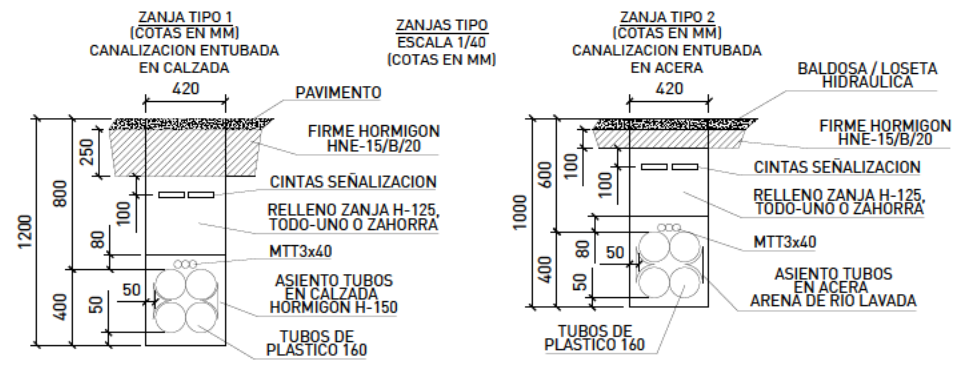 ZANJA TIPO 1
(COTAS EN MM)
CANALIZACION ENTUBADA
EN CALZADA
420
PAVIMENTO
FIRME HORMIGON
HNE-15/B/20
CINTAS SEÑALIZACION
RELLENO ZANJA H-125,
TODO-UNO O ZAHORRA
MTT3x40
ASIENTO TUBOS
EN CALZADA
HORMIGON H-150
TUBOS DE
PLASTICO 160
1200
800
400
250
100
80
50
50
ZANJAS TIPO
ESCALA 1/40
(COTAS EN MM)
ZANJA TIPO 2
(COTAS EN MM)
CANALIZACION ENTUBADA
EN ACERA
420
BALDOSA / LOSETA
HIDRAULICA
FIRME HORMIGON
HNE-15/B/20
CINTAS SEÑALIZACION
RELLENO ZANJA H-125,
TODO-UNO O ZAHORRA
MTT3x40
ASIENTO TUBOS
EN ACERA
ARENA DE RIO LAVADA
TUBOS DE
PLASTICO 160
1000
600
400
100
100
80
50
50